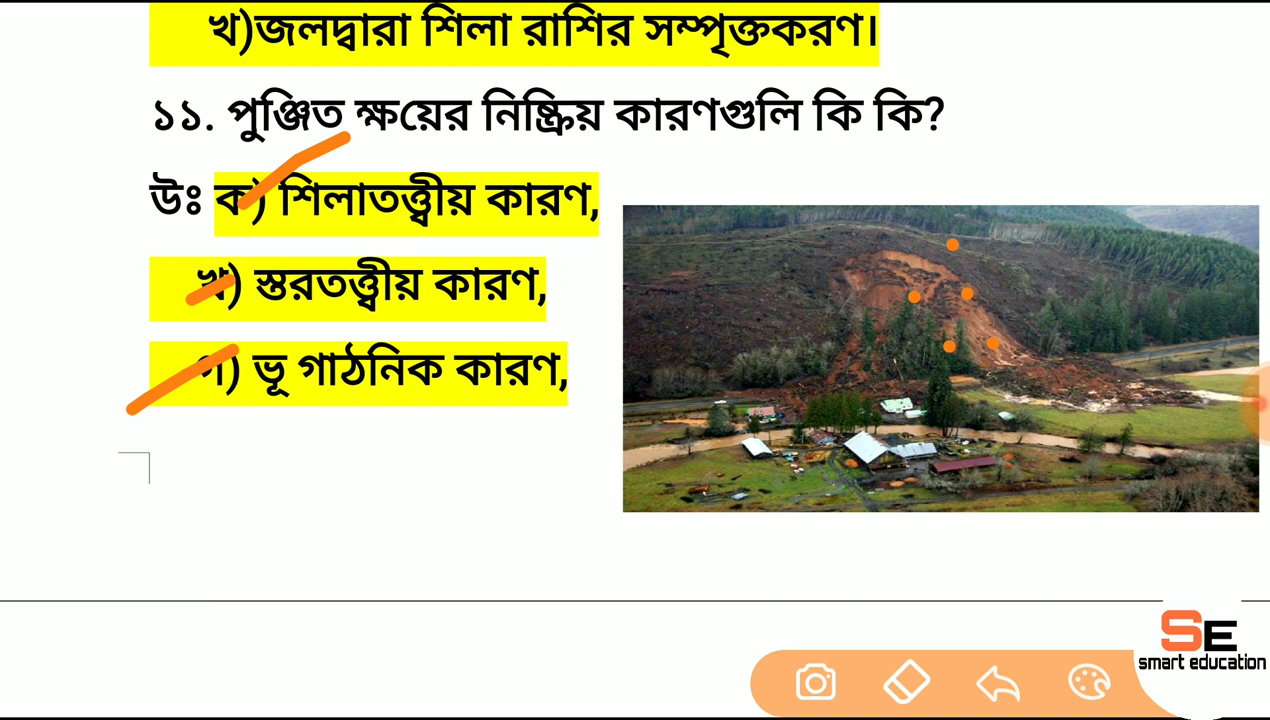 খ)জলদ্বারা শিলা রাশির সম্পৃক্তকরণ।
১১. পুঞ্জিত ক্ষয়ের নিষ্ক্রিয় কারণগুলি কি কি?
উঃ ক) শিলাতত্ত্বীয় কারণ,
খ) স্তরতত্ত্বীয় কারণ,
গ) ভূ গাঠনিক কারণ,
SE
smart education